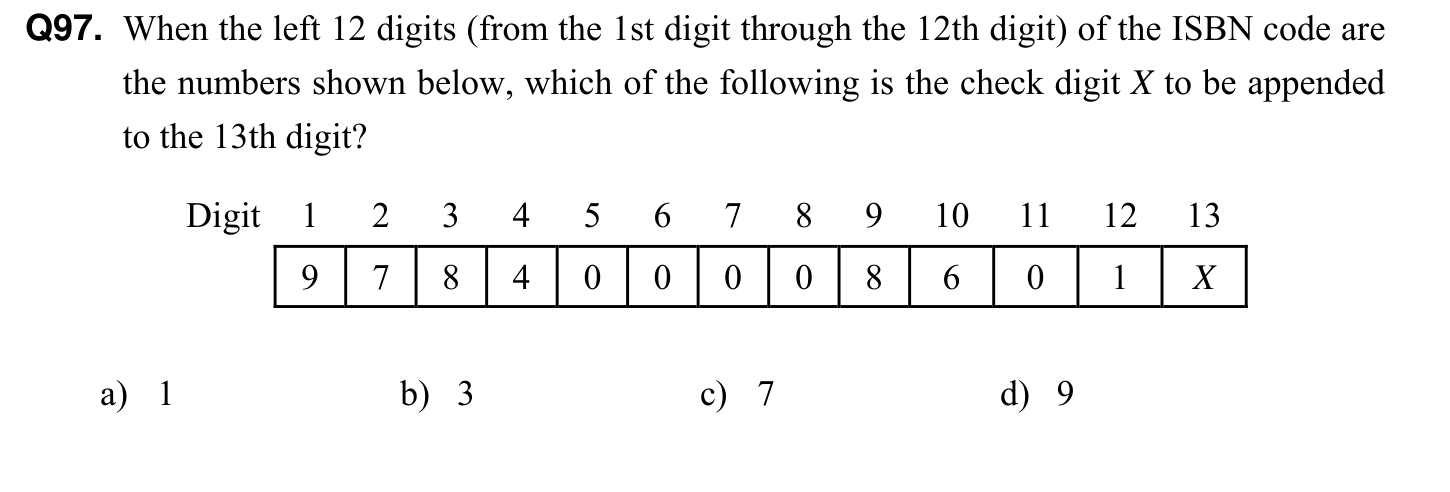 Q97. When the left 12 digits (from the 1st digit through the 12th digit) of the ISBN code are
the numbers shown below, which of the following is the check digit X to be appended
to the 13th digit?
Digit 1 2 3 4 5 6 7 8 9 10 11 12 13
9 7 8 4 0 0 0 0 8 6 0 1 X
a) 1 b) 3 c) 7 d) 9